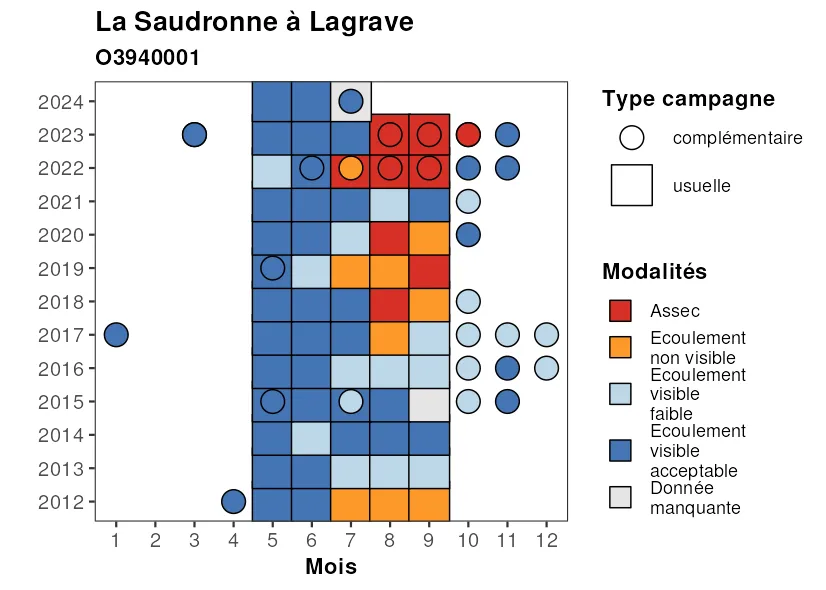 La Saudronne à Lagrave
O3940001
2024
2023
2022
2021
2020
2019
2018
2017
2016
2015
2014
2013
2012
1 2 3 4 5 6 7 8 9 10 11 12
Mois
Type campagne
complémentaire
usuelle
Modalités
Assec
Ecoulement
non visible
Ecoulement
visible
faible
Ecoulement
visible
acceptable
Donnée
manquante